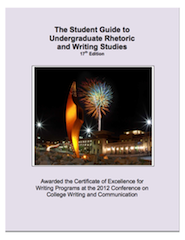 The Student Guide to
Undergraduate Rhetoric
and Writing Studies
17th Edition
Awarded the Certificate of Excellence for
Writing Programs at the 2012 Conference on
College Writing and Communication